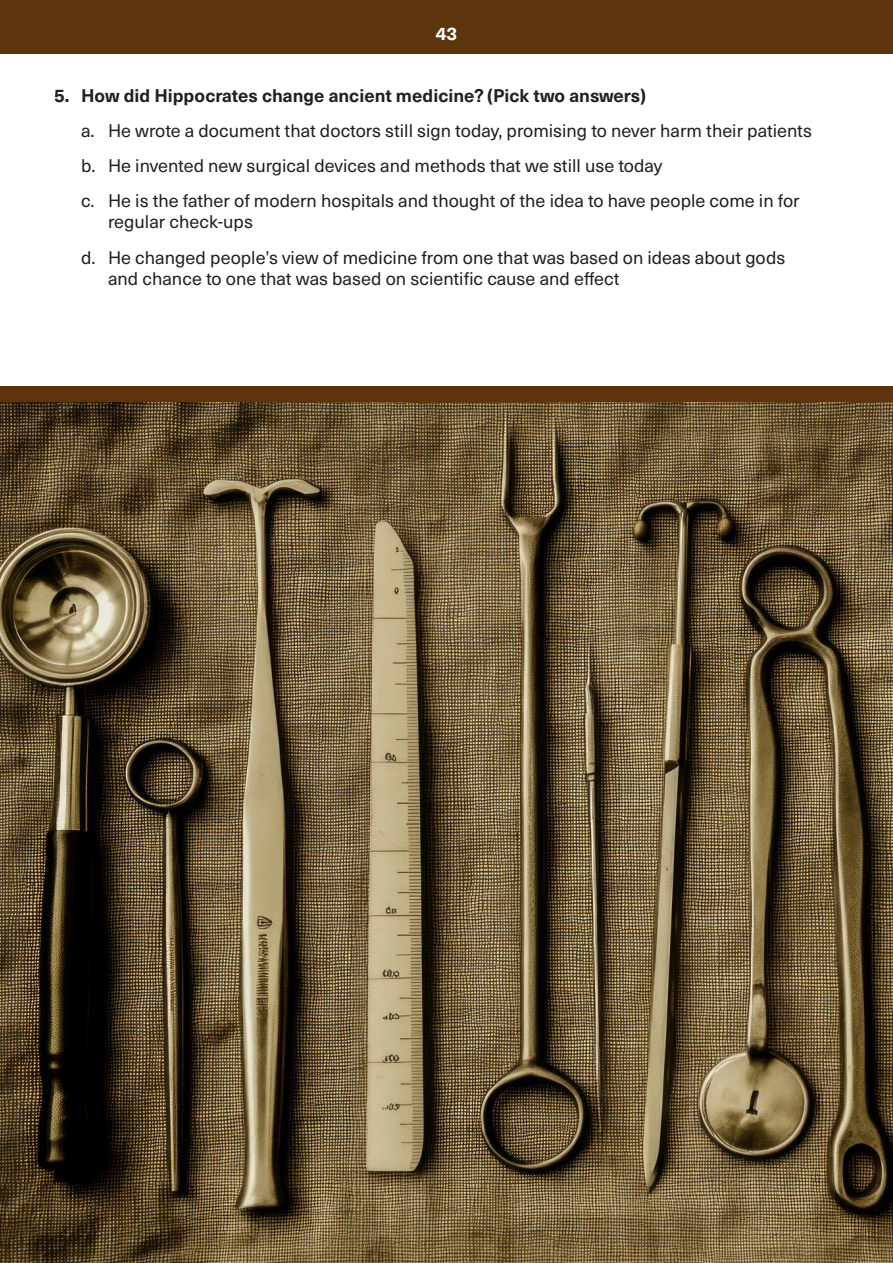 43
5. How did Hippocrates change ancient medicine? (Pick two answers)
a. He wrote a document that doctors still sign today, promising to never harm their patients
b. He invented new surgical devices and methods that we still use today
c. He is the father of modern hospitals and thought of the idea to have people come in for
regular check-ups
d. He changed people's view of medicine from one that was based on ideas about gods
and chance to one that was based on scientific cause and effect